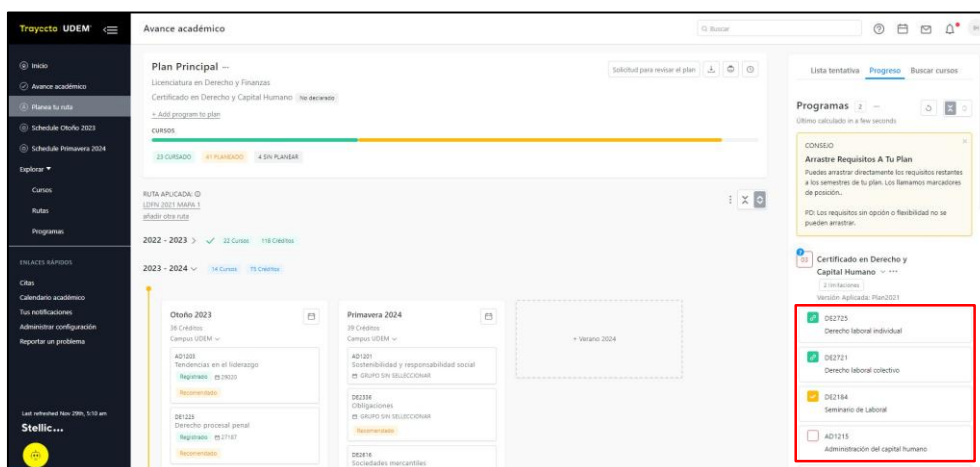 Trayecto UDEM
Inicio
Avance académico
Planea tu ruta
Schedule Otoño 2023
Schedule Primavera 2024
Explorar
Cursos
Rutas
Programas
ENLACES RÁPIDOS
Citas
Calendario académico
Tus notificaciones
Administrar configuración
Reportar un problema
Last refreshed Nov 29th, 5:10 am
Stellic...
Avance académico
Buscar
Plan Principal
Licenciatura en Derecho y Finanzas
Certificado en Derecho y Capital Humano No declarado
+ Add program to plan
Solicitud para revisar el plan
CURSOS
23 CURSADO 41 PLANEADO 4 SIN PLANEAR
RUTA APLICADA:
LDFN 2021 MAPA 1
añadir otra ruta
2022 - 2023 22 Cursos 118 Créditos
2023 - 2024 14 Cursos 75 Créditos
Otoño 2023
36 Créditos
Campus UDEM
AD1205
Tendencias en el liderazgo
Registrado 29020
Recomendado
DE1225
Derecho procesal penal
Registrado 27187
Recomendado
Primavera 2024
39 Créditos
Campus UDEM
AD1201
Sostenibilidad y responsabilidad social
GRUPO SIN SELECCIONAR
DE2336
Obligaciones
GRUPO SIN SELECCIONAR
Recomendado
DE2616
Sociedades mercantiles
+ Verano 2024
Lista tentativa Progreso Buscar cursos
Programas 2
Último calculado in a few seconds
CONSEJO
Arrastre Requisitos A Tu Plan
Puedes arrastrar directamente los requisitos restantes
a los semestres de tu plan. Los llamamos marcadores
de posición..
PD: Los requisitos sin opción o flexibilidad no se
pueden arrastrar.
Certificado en Derecho y
Capital Humano
2 limitaciones
Versión Aplicada: Plan2021
DE2725
Derecho laboral individual
DE2721
Derecho laboral colectivo
DE2184
Seminario de Laboral
AD1215
Administración del capital humano